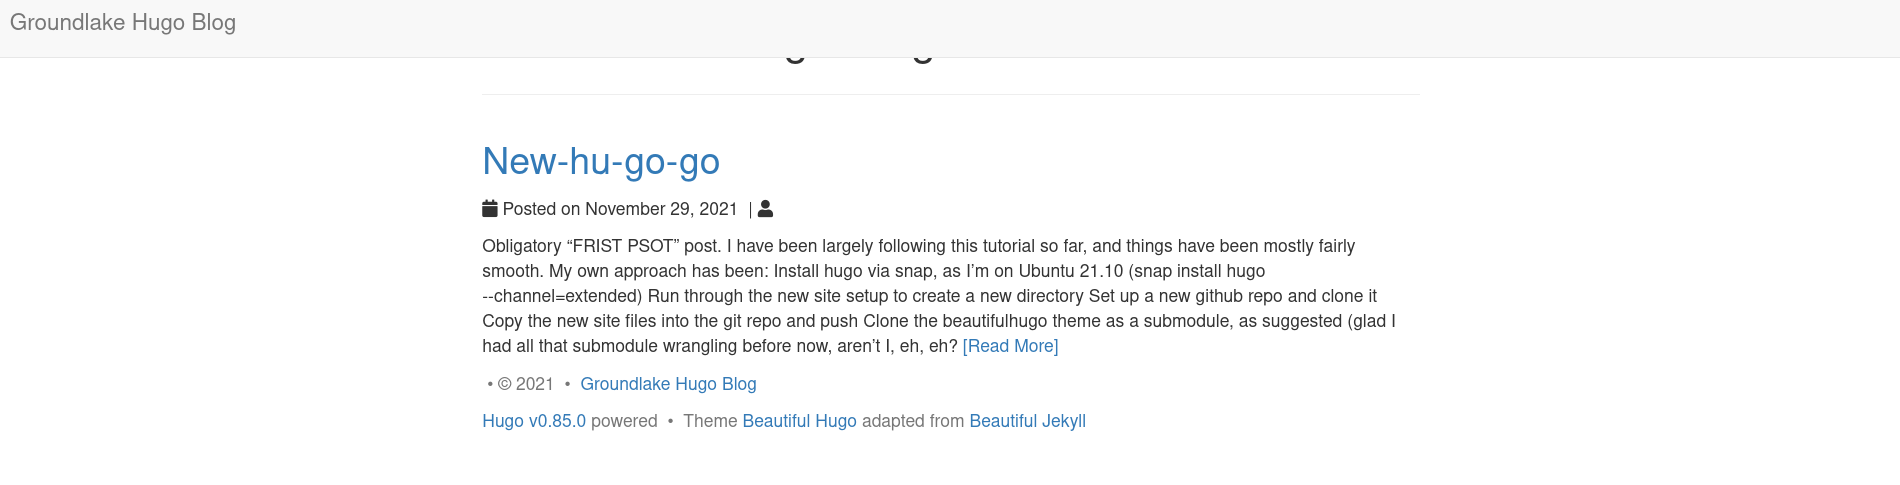 Groundlake Hugo Blog
New-hu-go-go
Posted on November 29, 2021 |
Obligatory “FRIST PSOT” post. I have been largely following this tutorial so far, and things have been mostly fairly
smooth. My own approach has been: Install hugo via snap, as I’m on Ubuntu 21.10 (snap install hugo
--channel=extended) Run through the new site setup to create a new directory Set up a new github repo and clone it
Copy the new site files into the git repo and push Clone the beautifulhugo theme as a submodule, as suggested (glad I
had all that submodule wrangling before now, aren’t I, eh, eh? [Read More]
• © 2021 • Groundlake Hugo Blog
Hugo v0.85.0 powered • Theme Beautiful Hugo adapted from Beautiful Jekyll